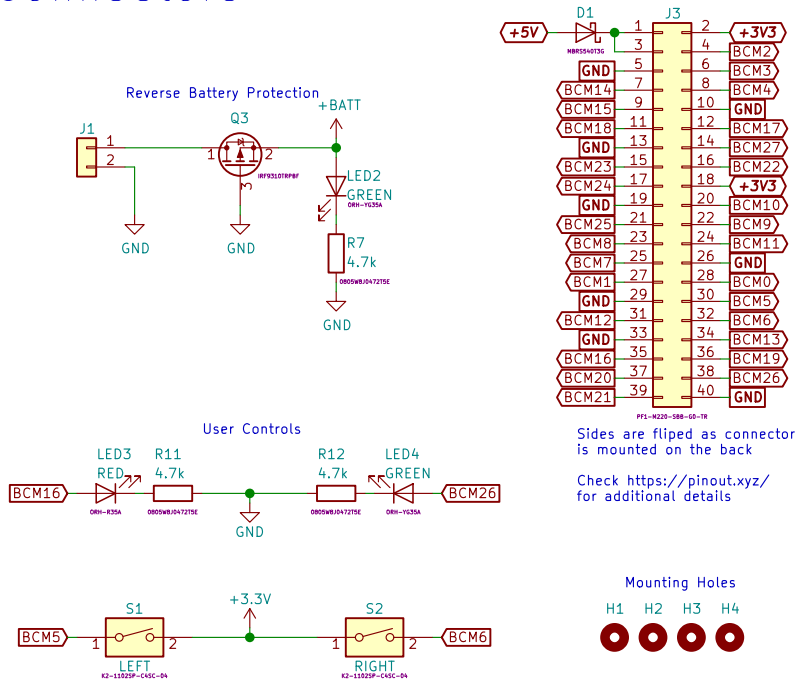 Reverse Battery Protection
J1
1
2
GND
Q3
1
2
3
IRF9310TRPBF
GND
+BATT
LED2
GREEN
ORH-YG35A
R7
4.7k
0805W8J0472T5E
GND
D1
+5V
MBRS540T3G
J3
1 2 +3V3
3 4 BCM2
GND 5 6 BCM3
BCM14 7 8 BCM4
BCM15 9 10 GND
BCM18 11 12 BCM17
GND 13 14 BCM27
BCM23 15 16 BCM22
BCM24 17 18 +3V3
GND 19 20 BCM10
BCM25 21 22 BCM9
BCM8 23 24 BCM11
BCM7 25 26 GND
BCM1 27 28 BCM0
GND 29 30 BCM5
BCM12 31 32 BCM6
GND 33 34 BCM13
BCM16 35 36 BCM19
BCM20 37 38 BCM26
BCM21 39 40 GND
PF1-M220-SBB-G0-TR
Sides are fliped as connector
is mounted on the back
Check https://pinout.xyz/
for additional details
User Controls
BCM16
LED3
RED
ORH-R35A
R11
4.7k
0805W8J0472T5E
GND
R12
4.7k
0805W8J0472T5E
LED4
GREEN
ORH-YG35A
BCM26
BCM5
S1
1 2
LEFT
K2-1102SP-C4SC-04
+3.3V
S2
1 2
RIGHT
K2-1102SP-C4SC-04
BCM6
Mounting Holes
H1 H2 H3 H4